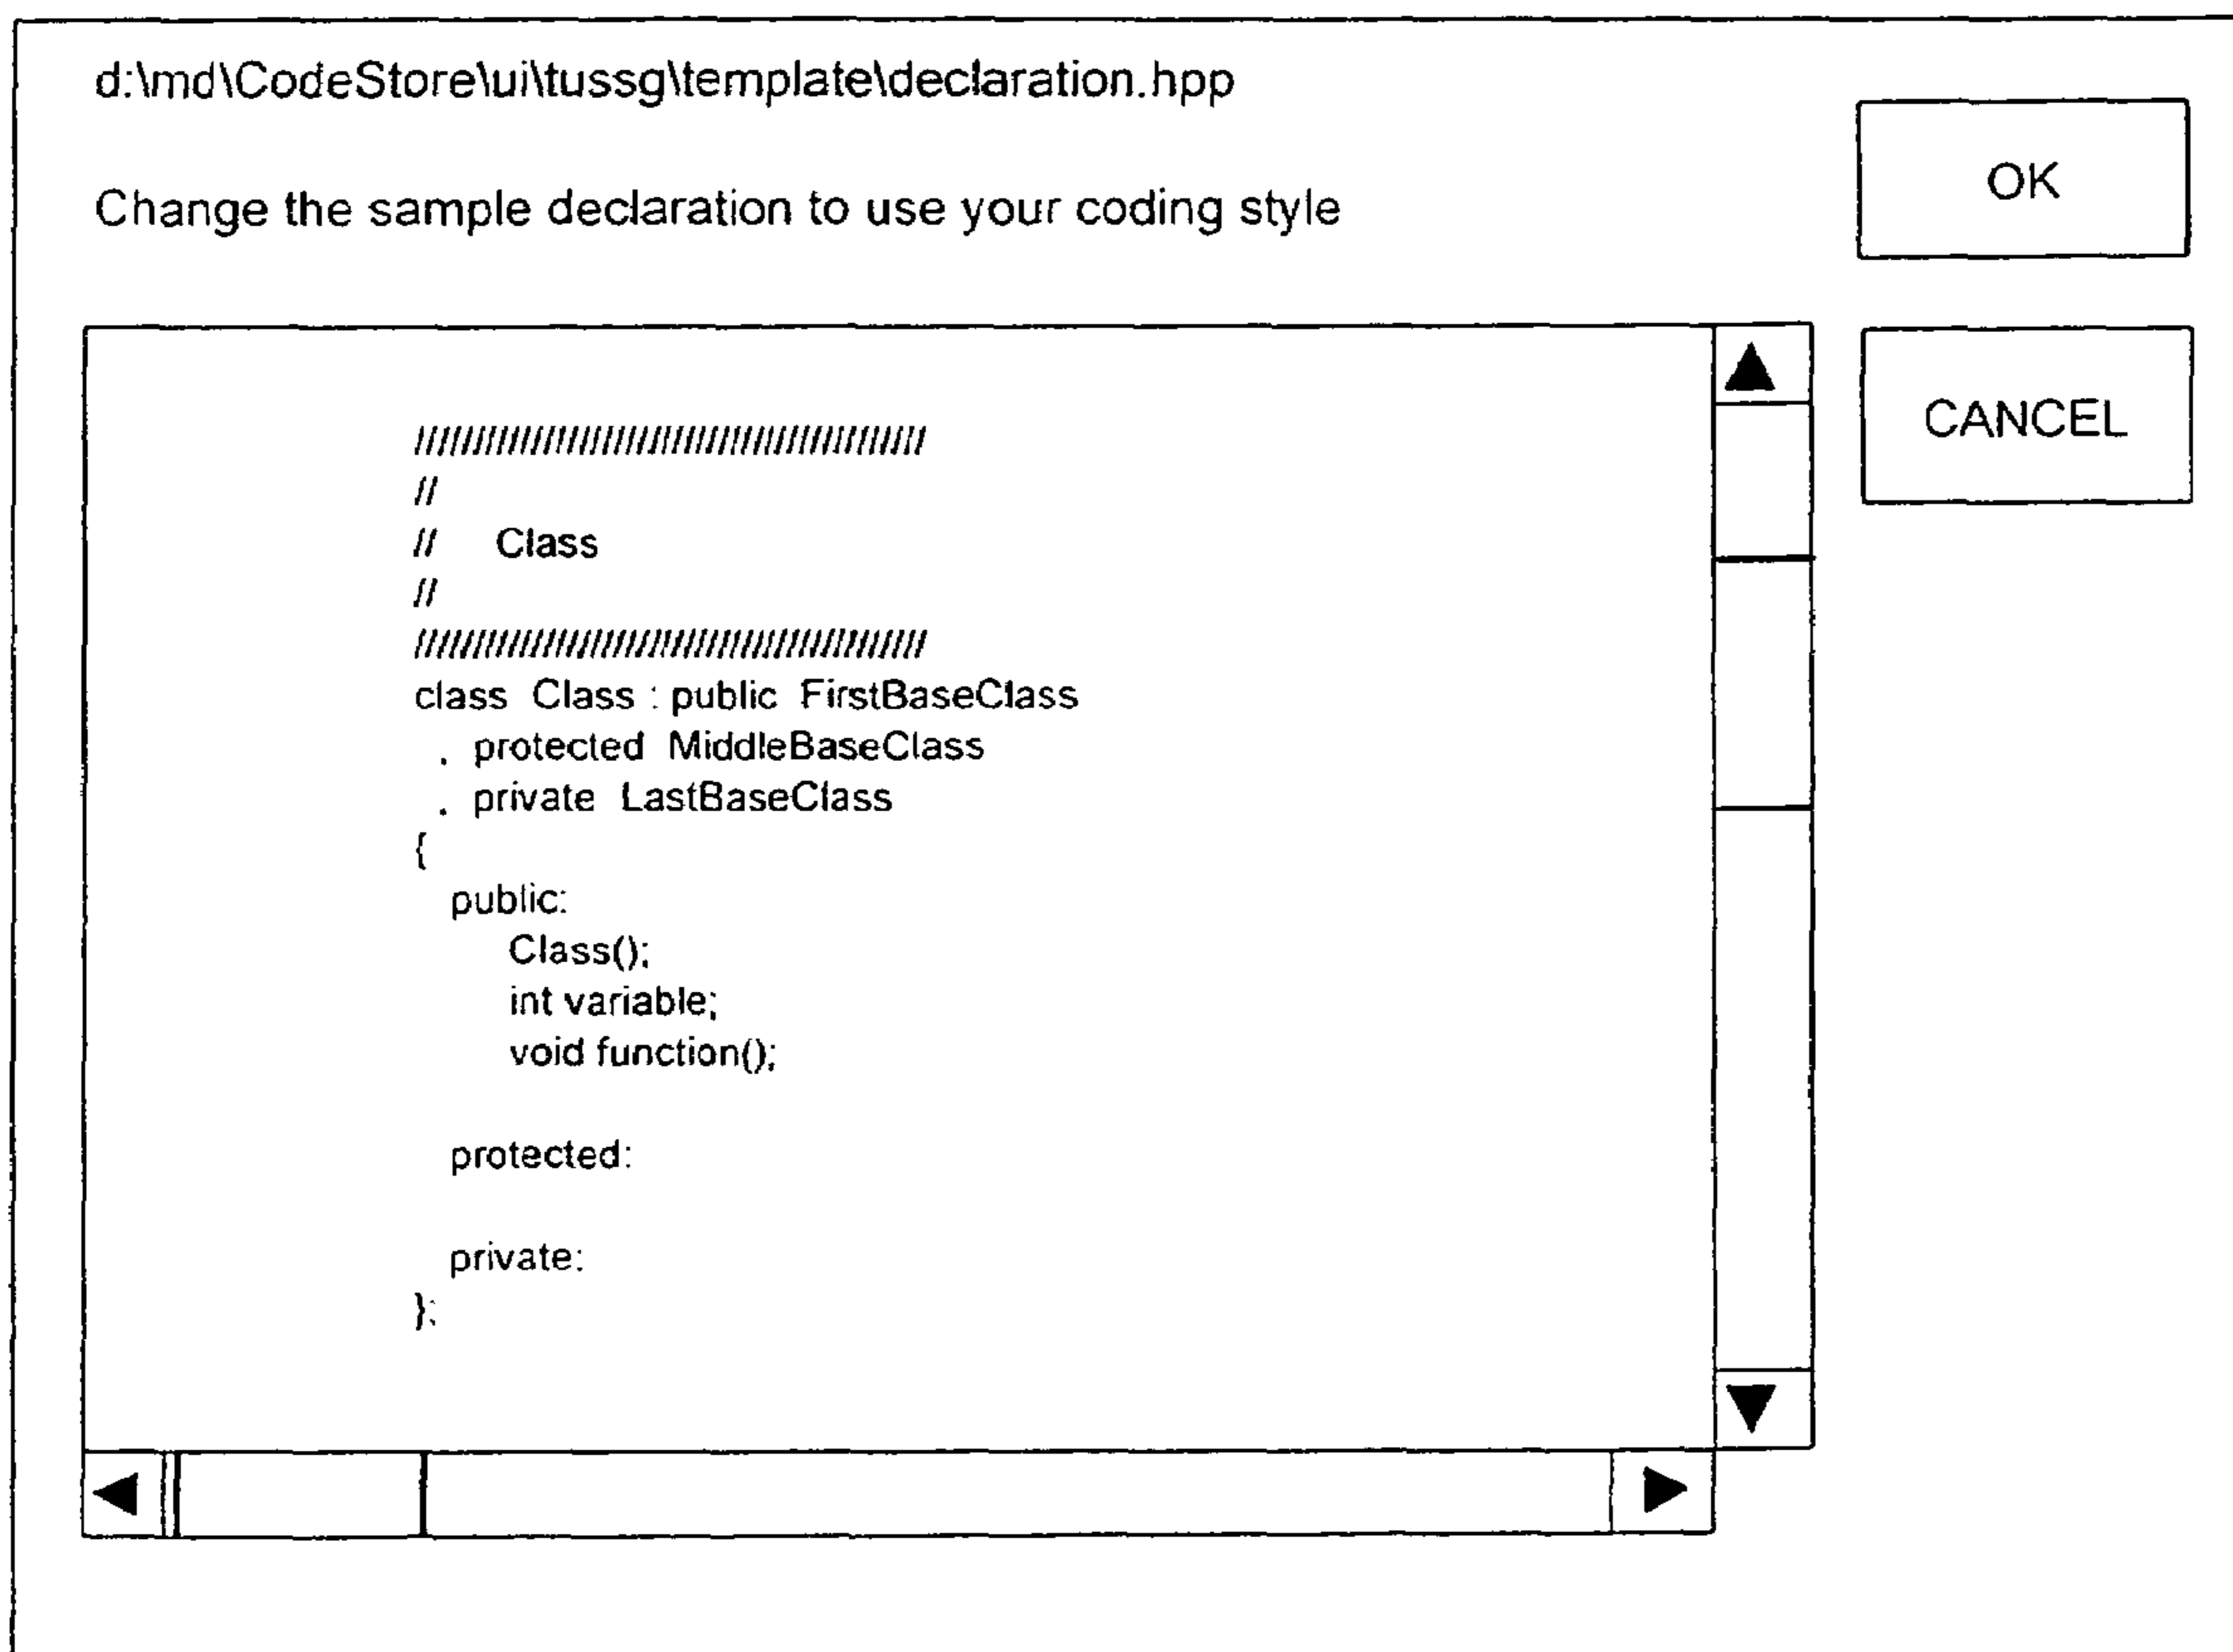 d:\md\CodeStore\ui\tussg\template\declaration.hpp
OK
Change the sample declaration to use your coding style
CANCEL
//////////////////////////////////////////
//
//   Class
//
//////////////////////////////////////////
class Class : public FirstBaseClass
, protected MiddleBaseClass
, private LastBaseClass
{
public:
Class();
int variable;
void function();
protected:
private:
};